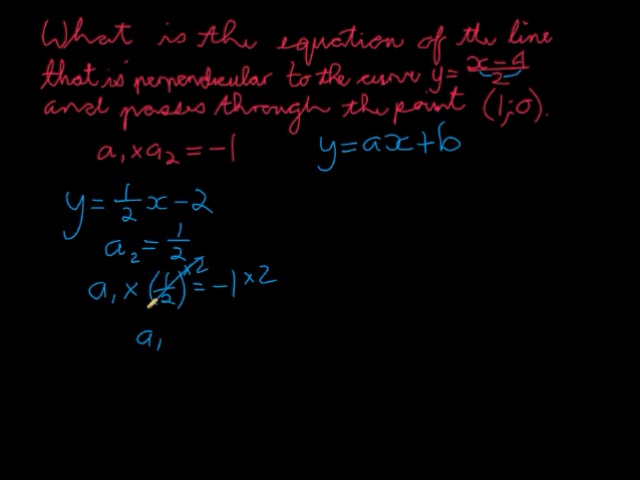 What is the equation of the line
that is perpendicular to the curve y = (x-4)/2
and passes through the point (1;0).
a₁ × a₂ = -1
y = ax + b
y = 1/2 x - 2
a₂ = 1/2
a₁ × (1/2)×2 = -1 ×2
a₁